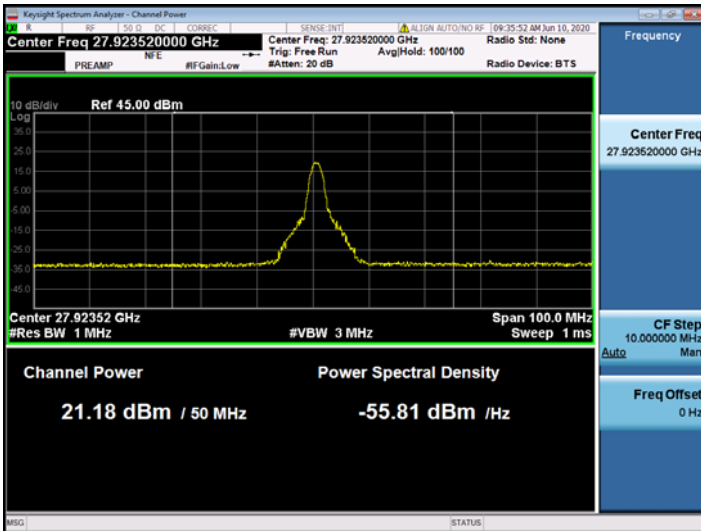 Keysight Spectrum Analyzer - Channel Power
R RF 50 Ω DC CORREC SENSE:INT ALIGN AUTO/NO RF 09:35:52 AM Jun 10, 2020
Center Freq 27.923520000 GHz
Center Freq: 27.923520000 GHz Radio Std: None
NFE Trig: Free Run Avg|Hold: 100/100
PREAMP #IFGain:Low #Atten: 20 dB Radio Device: BTS
10 dB/div Ref 45.00 dBm
Log
35.0
25.0
15.0
5.00
-5.00
-15.0
-25.0
-35.0
-45.0
Center 27.92352 GHz Span 100.0 MHz
#Res BW 1 MHz #VBW 3 MHz Sweep 1 ms
Channel Power Power Spectral Density
21.18 dBm / 50 MHz -55.81 dBm /Hz
MSG STATUS
Frequency
Center Freq
27.923520000 GHz
CF Step
10.000000 MHz
Auto Man
Freq Offset
0 Hz